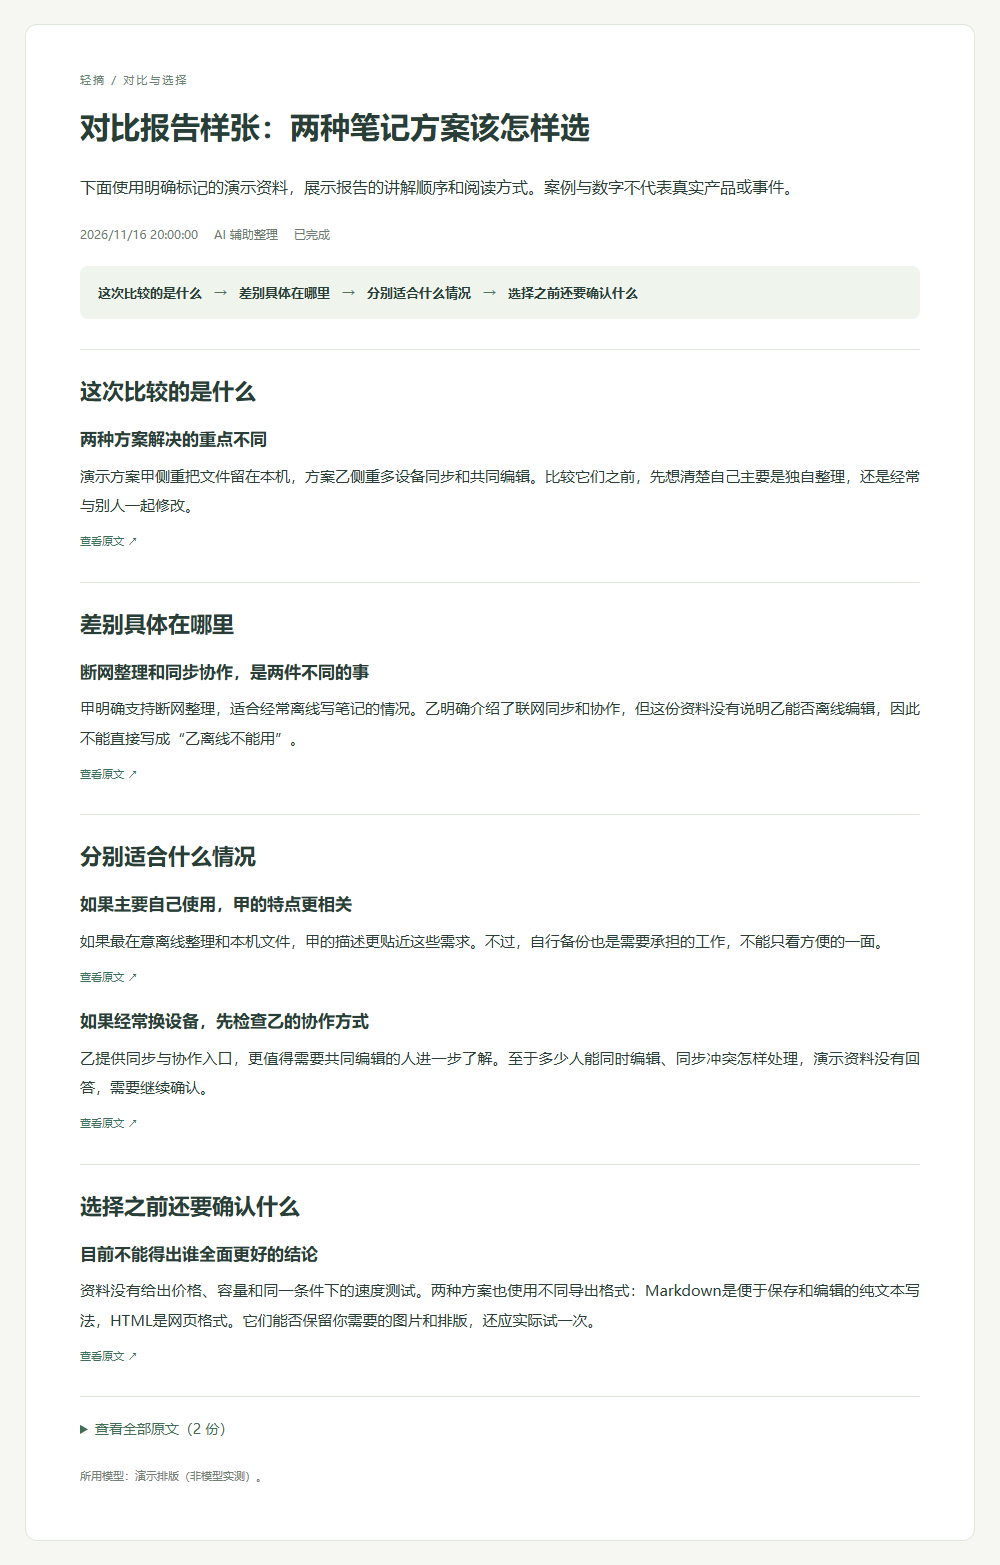 轻摘 / 对比与选择
对比报告样张：两种笔记方案该怎样选
下面使用明确标记的演示资料，展示报告的讲解顺序和阅读方式。案例与数字不代表真实产品或事件。
2026/11/16 20:00:00 AI 辅助整理 已完成
这次比较的是什么 → 差别具体在哪里 → 分别适合什么情况 → 选择之前还要确认什么
这次比较的是什么
两种方案解决的重点不同
演示方案甲侧重把文件留在本机，方案乙侧重多设备同步和共同编辑。比较它们之前，先想清楚自己主要是独自整理，还是经常
与别人一起修改。
查看原文 ↗
差别具体在哪里
断网整理和同步协作，是两件不同的事
甲明确支持断网整理，适合经常离线写笔记的情况。乙明确介绍了联网同步和协作，但这份资料没有说明乙能否离线编辑，因此
不能直接写成“乙离线不能用”。
查看原文 ↗
分别适合什么情况
如果主要自己使用，甲的特点更相关
如果最在意离线整理和本机文件，甲的描述更贴近这些需求。不过，自行备份也是需要承担的工作，不能只看方便的一面。
查看原文 ↗
如果经常换设备，先检查乙的协作方式
乙提供同步与协作入口，更值得需要共同编辑的人进一步了解。至于多少人能同时编辑、同步冲突怎样处理，演示资料没有回
答，需要继续确认。
查看原文 ↗
选择之前还要确认什么
目前不能得出谁全面更好的结论
资料没有给出价格、容量和同一条件下的速度测试。两种方案也使用不同导出格式：Markdown是便于保存和编辑的纯文本写
法，HTML是网页格式。它们能否保留你需要的图片和排版，还应实际试一次。
查看原文 ↗
▶ 查看全部原文（2 份）
所用模型：演示排版（非模型实测）。